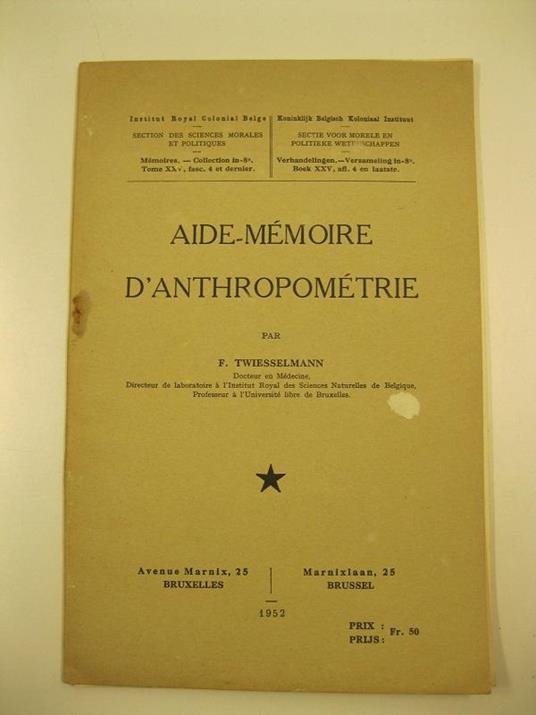 Institut Royal Colonial Belge
SECTION DES SCIENCES MORALES
ET POLITIQUES
Mémoires. — Collection in-8°.
Tome XXV, fasc. 4 et dernier.
Koninklijk Belgisch Koloniaal Instituut
SECTIE VOOR MORELE EN
POLITIEKE WETENSCHAPPEN
Verhandelingen. — Verzameling in-8°.
Boek XXV, afl. 4 en laatste.
AIDE-MÉMOIRE
D'ANTHROPOMÉTRIE
PAR
F. TWIESSELMANN
Docteur en Médecine,
Directeur de laboratoire à l'Institut Royal des Sciences Naturelles de Belgique,
Professeur à l'Université libre de Bruxelles.
Avenue Marnix, 25
BRUXELLES
Marnixlaan, 25
BRUSSEL
1952
PRIX :
PRIJS :
Fr. 50